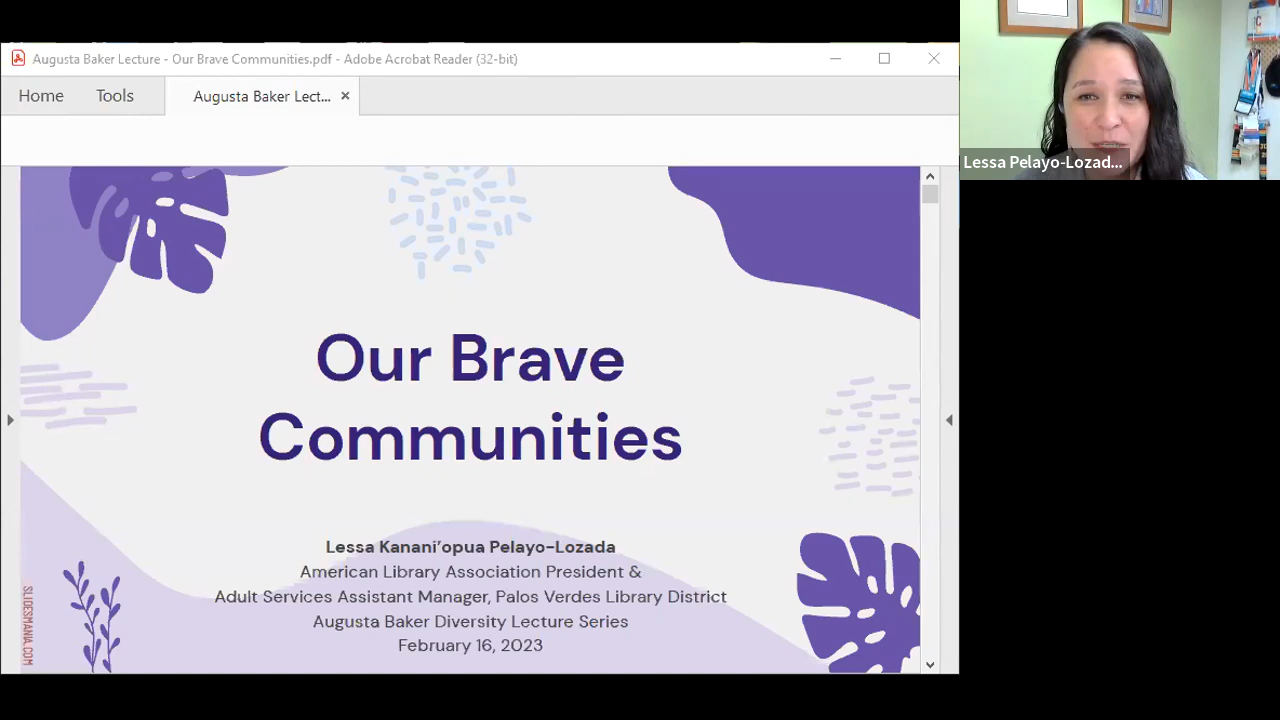 Augusta Baker Lecture - Our Brave Communities.pdf - Adobe Acrobat Reader (32-bit)
Home Tools Augusta Baker Lect...
Lessa Pelayo-Lozad...
Our Brave
Communities
Lessa Kanani'opua Pelayo-Lozada
American Library Association President &
Adult Services Assistant Manager, Palos Verdes Library District
Augusta Baker Diversity Lecture Series
February 16, 2023
SLIDESMANIA.COM